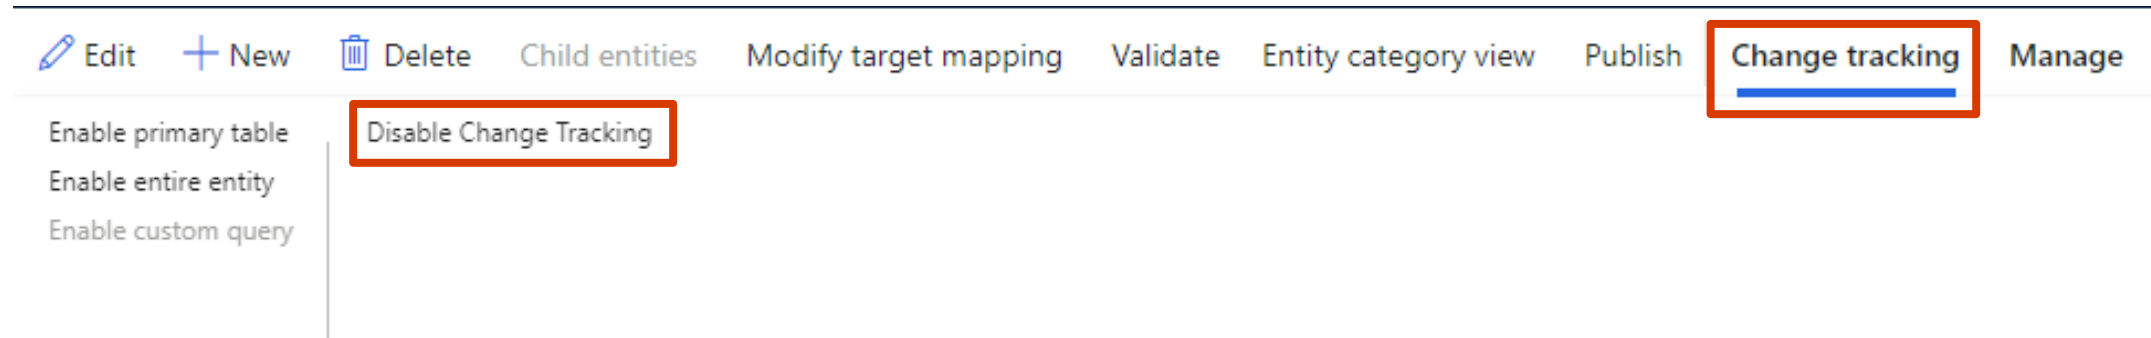 Edit New Delete Child entities Modify target mapping Validate Entity category view Publish Change tracking Manage
Enable primary table Disable Change Tracking
Enable entire entity
Enable custom query